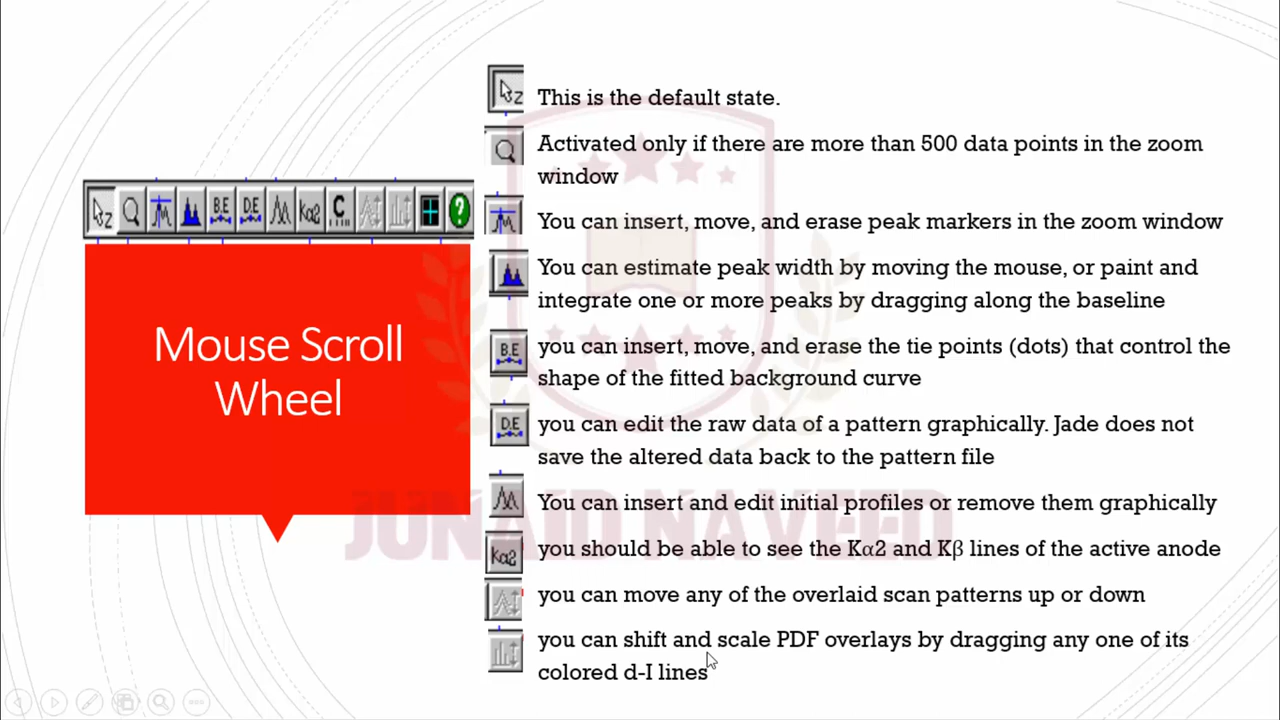 Mouse Scroll
Wheel
This is the default state.
Activated only if there are more than 500 data points in the zoom
window
You can insert, move, and erase peak markers in the zoom window
You can estimate peak width by moving the mouse, or paint and
integrate one or more peaks by dragging along the baseline
you can insert, move, and erase the tie points (dots) that control the
shape of the fitted background curve
you can edit the raw data of a pattern graphically. Jade does not
save the altered data back to the pattern file
You can insert and edit initial profiles or remove them graphically
you should be able to see the Kα2 and Kβ lines of the active anode
you can move any of the overlaid scan patterns up or down
you can shift and scale PDF overlays by dragging any one of its
colored d-I lines
Z
B.E
D.E
Kα2
C
?
Z
B.E
D.E
Kα2
JUNAID NAVEED